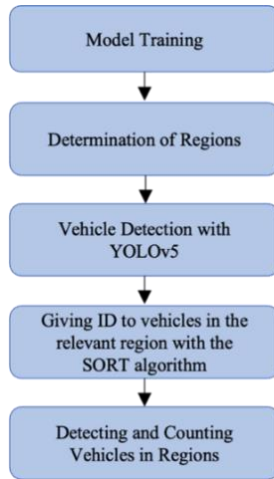 Model Training
Determination of Regions
Vehicle Detection with
YOLOv5
Giving ID to vehicles in the
relevant region with the
SORT algorithm
Detecting and Counting
Vehicles in Regions